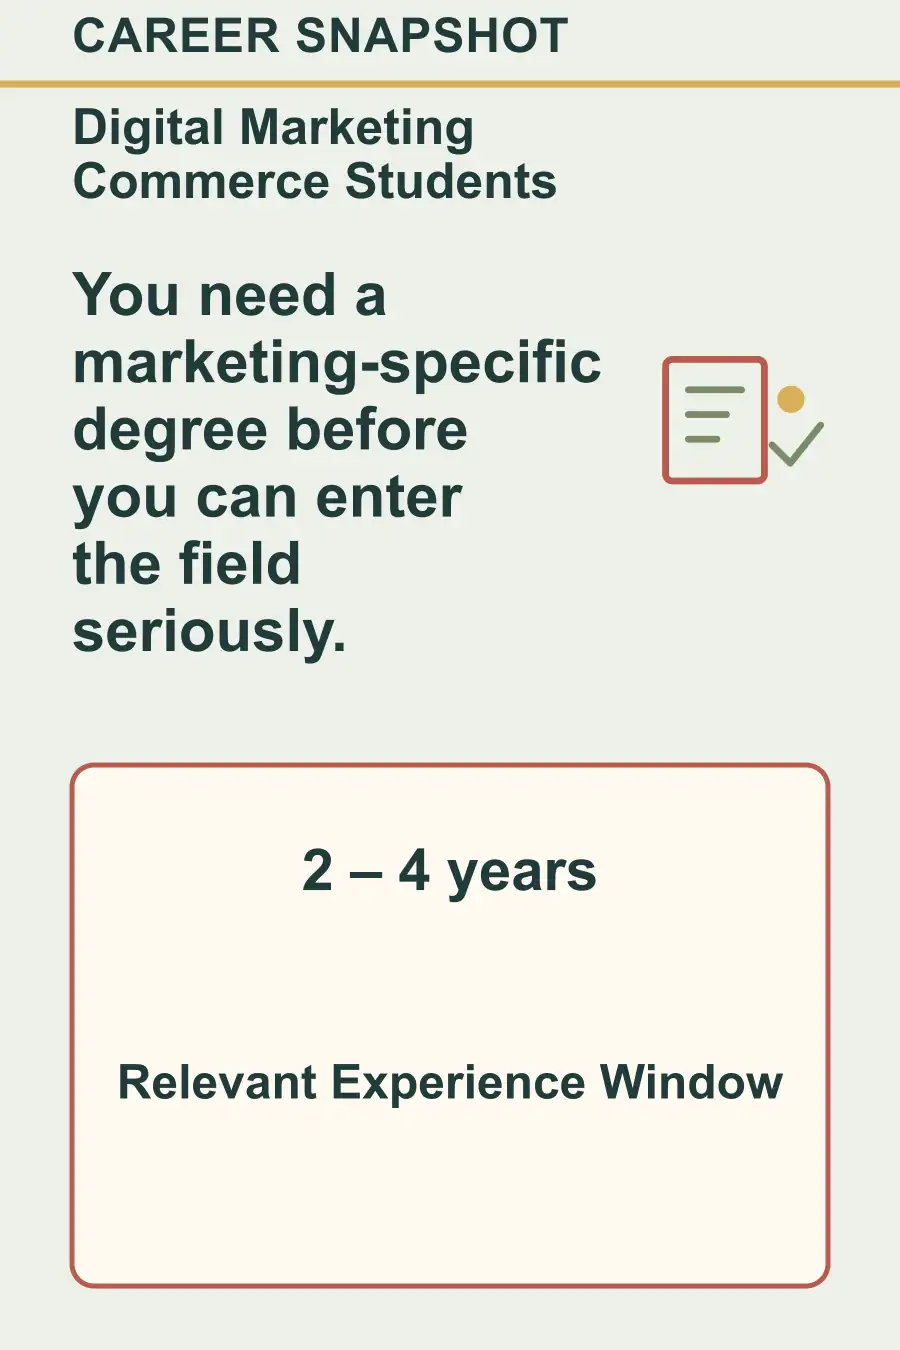 CAREER SNAPSHOT
Digital Marketing
Commerce Students
You need a
marketing-specific
degree before
you can enter
the field
seriously.
2 – 4 years
Relevant Experience Window